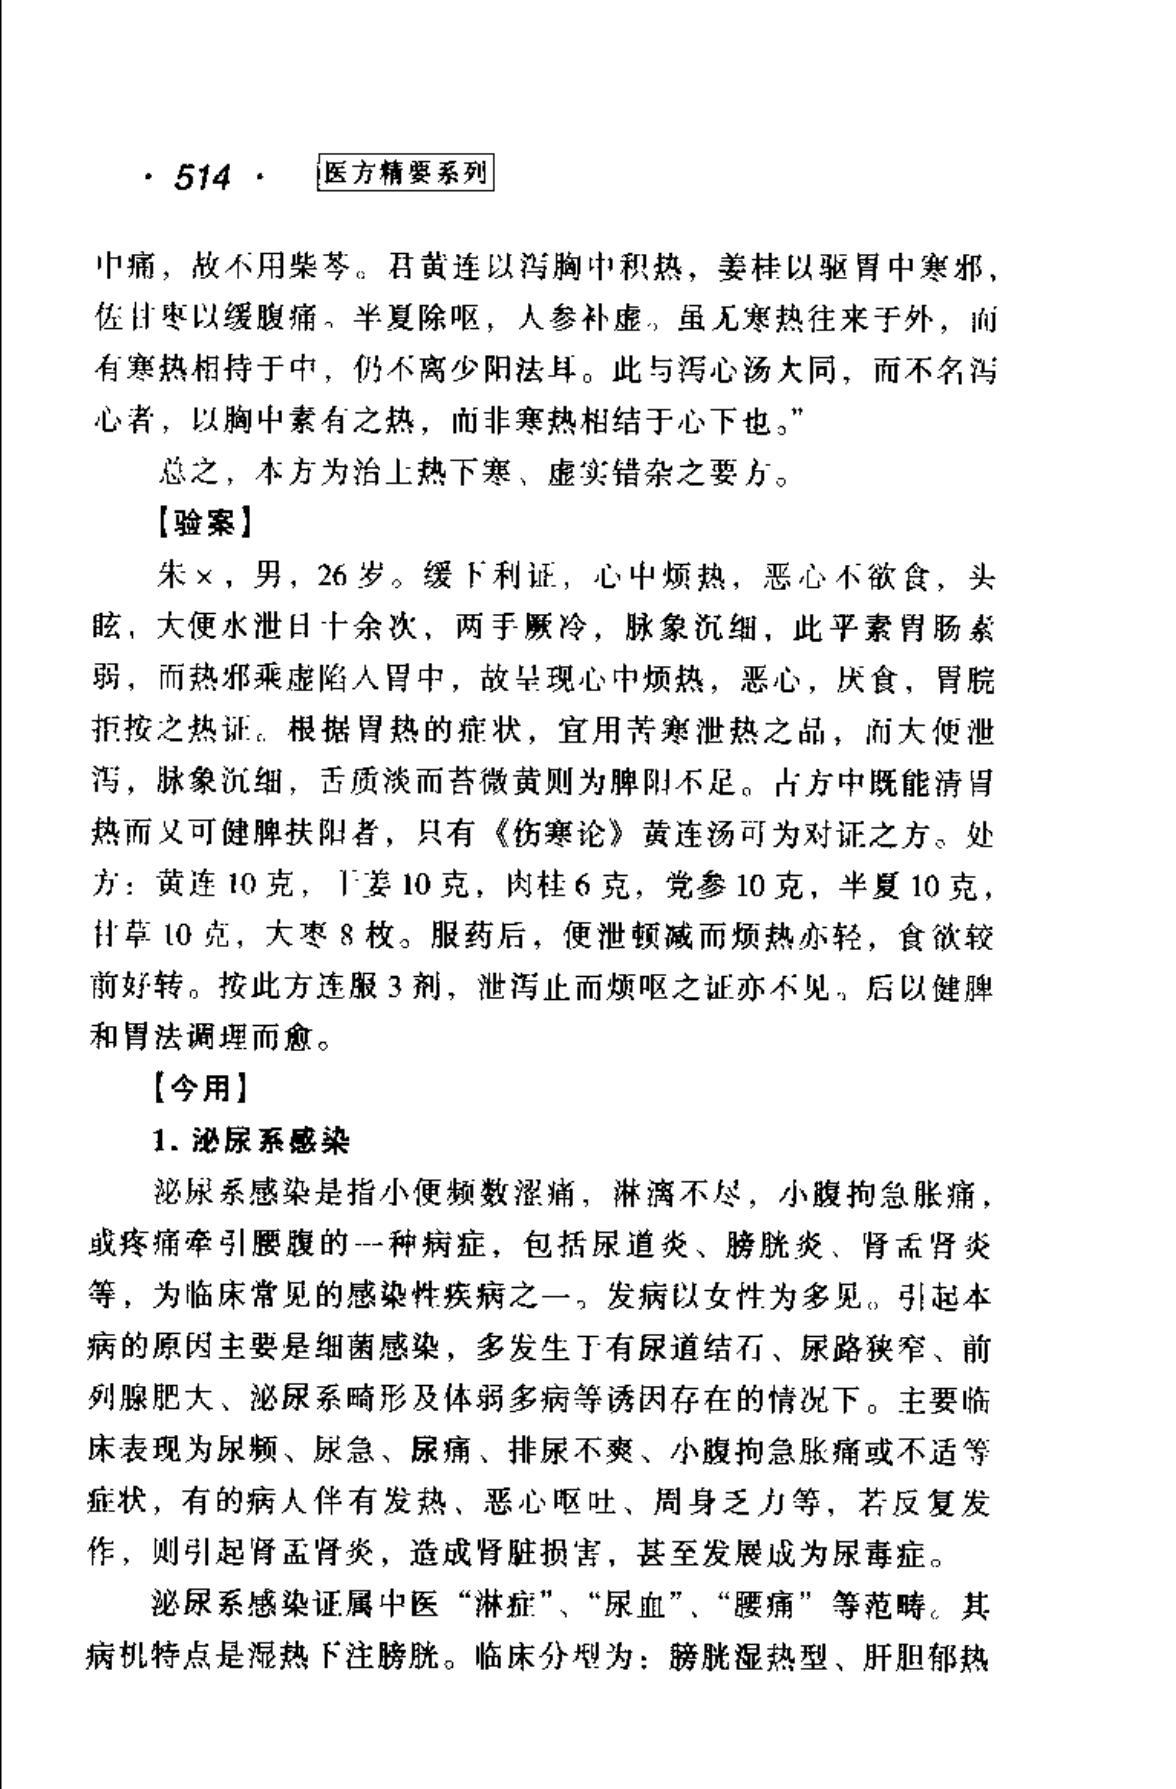 · 514 · 医方精要系列
中痛，故不用柴芩。君黄连以泻胸中积热，姜桂以驱胃中寒邪，
佐甘枣以缓腹痛。半夏除呕，人参补虚。虽无寒热往来于外，而
有寒热相持于中，仍不离少阳法耳。此与泻心汤大同，而不名泻
心者，以胸中素有之热，而非寒热相结于心下也。”
总之，本方为治上热下寒、虚实错杂之要方。
【验案】
朱×，男，26岁。缓下利证，心中烦热，恶心不欲食，头
眩，大便水泄日十余次，两手厥冷，脉象沉细，此平素胃肠素
弱，而热邪乘虚陷入胃中，故呈现心中烦热，恶心，厌食，胃脘
拒按之热证。根据胃热的症状，宜用苦寒泄热之品，而大便泄
泻，脉象沉细，舌质淡而苔微黄则为脾阳不足。古方中既能清胃
热而又可健脾扶阳者，只有《伤寒论》黄连汤可为对证之方。处
方：黄连10克，干姜10克，肉桂6克，党参10克，半夏10克，
甘草10克，大枣8枚。服药后，便泄顿减而烦热亦轻，食欲较
前好转。按此方连服3剂，泄泻止而烦呕之证亦不见。后以健脾
和胃法调理而愈。
【今用】
1. 泌尿系感染
泌尿系感染是指小便频数涩痛，淋漓不尽，小腹拘急胀痛，
或疼痛牵引腰腹的一种病症，包括尿道炎、膀胱炎、肾盂肾炎
等，为临床常见的感染性疾病之一。发病以女性为多见。引起本
病的原因主要是细菌感染，多发生于有尿道结石、尿路狭窄、前
列腺肥大、泌尿系畸形及体弱多病等诱因存在的情况下。主要临
床表现为尿频、尿急、尿痛、排尿不爽、小腹拘急胀痛或不适等
症状，有的病人伴有发热、恶心呕吐、周身乏力等，若反复发
作，则引起肾盂肾炎，造成肾脏损害，甚至发展成为尿毒症。
泌尿系感染证属中医“淋症”、“尿血”、“腰痛”等范畴。其
病机特点是湿热下注膀胱。临床分型为：膀胱湿热型、肝胆郁热